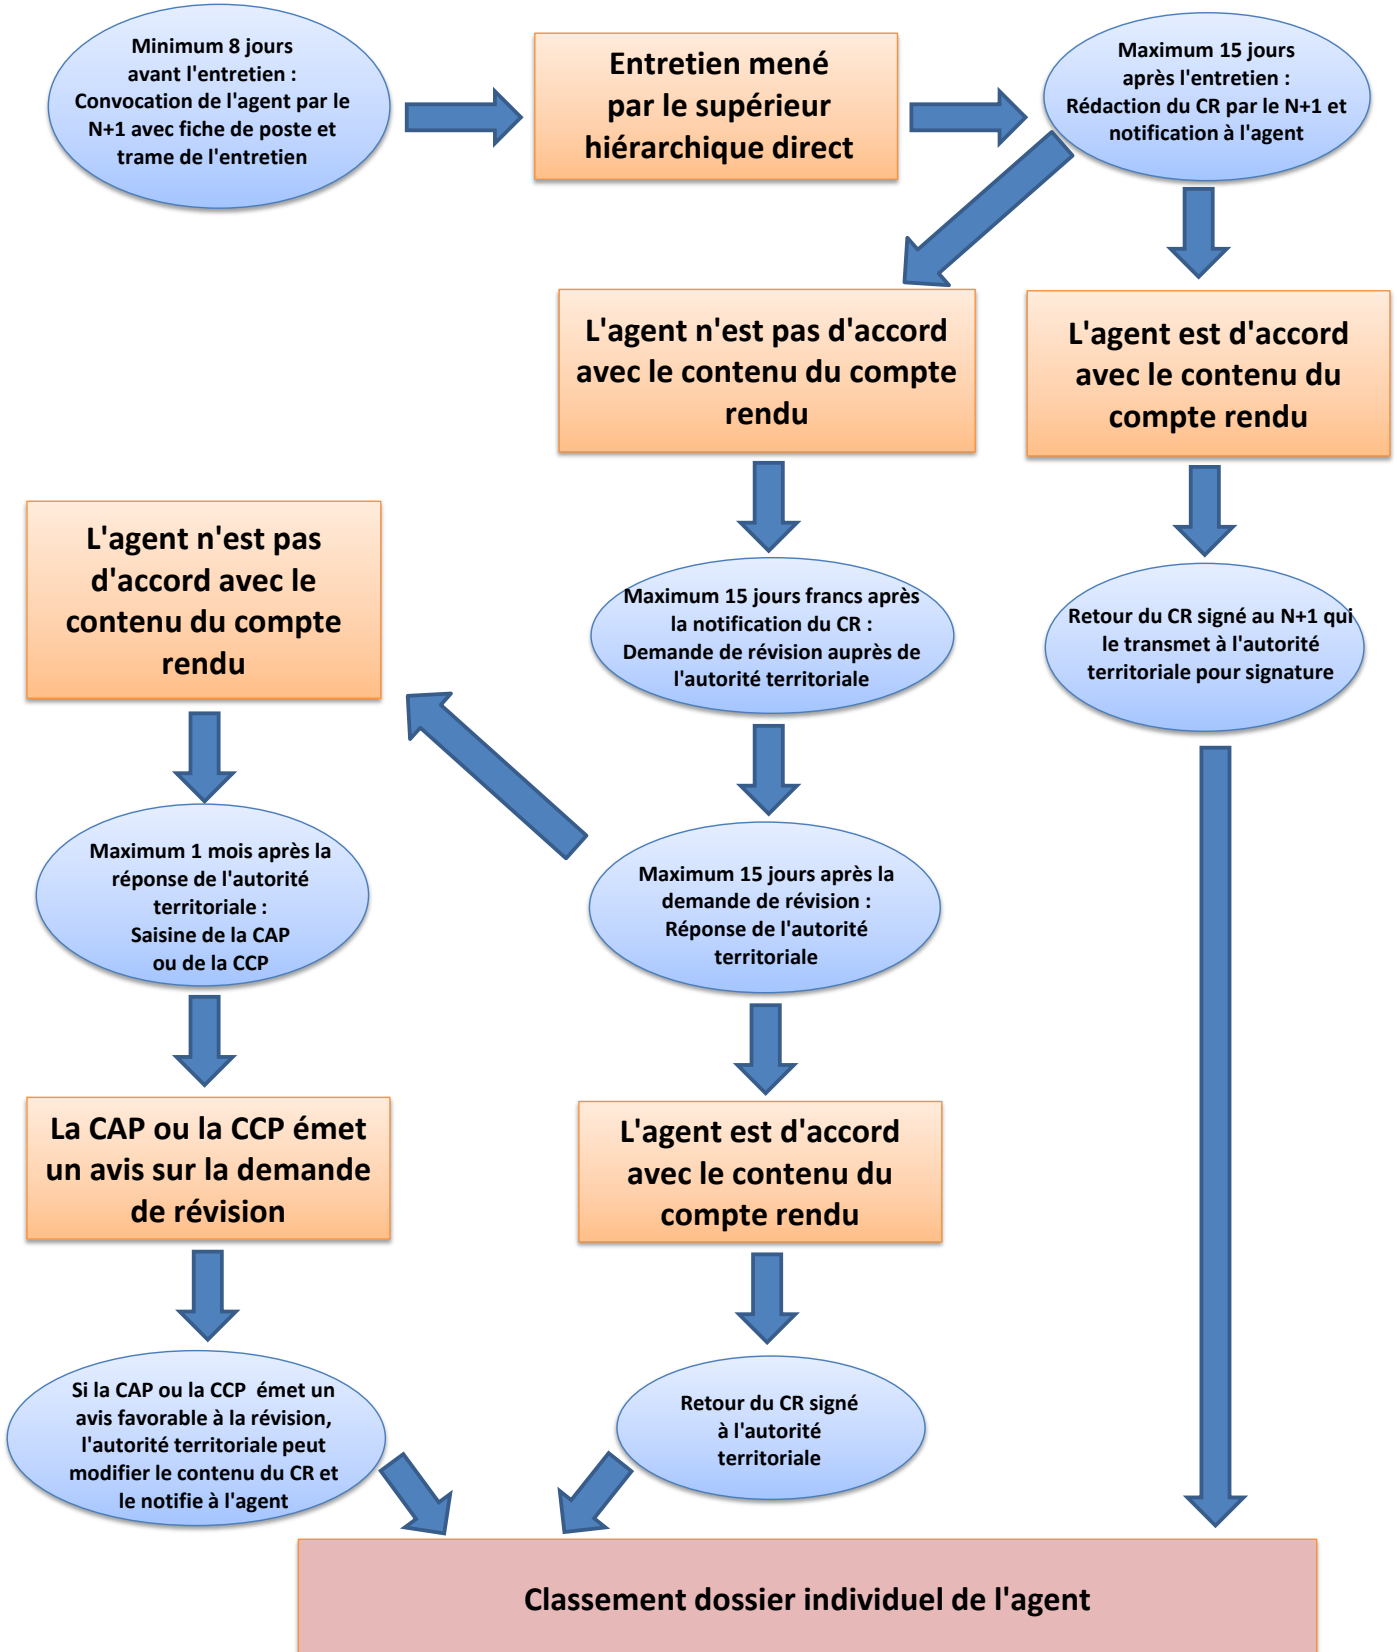 Minimum 8 jours
avant l'entretien :
Convocation de l'agent par le
N+1 avec fiche de poste et
trame de l'entretien
Entretien mené
par le supérieur
hiérarchique direct
Maximum 15 jours
après l'entretien :
Rédaction du CR par le N+1 et
notification à l'agent
L'agent n'est pas d'accord
avec le contenu du compte
rendu
L'agent est d'accord
avec le contenu du
compte rendu
L'agent n'est pas
d'accord avec le
contenu du compte
rendu
Maximum 15 jours francs après
la notification du CR :
Demande de révision auprès de
l'autorité territoriale
Retour du CR signé au N+1 qui
le transmet à l'autorité
territoriale pour signature
Maximum 1 mois après la
réponse de l'autorité
territoriale :
Saisine de la CAP
ou de la CCP
Maximum 15 jours après la
demande de révision :
Réponse de l'autorité
territoriale
La CAP ou la CCP émet
un avis sur la demande
de révision
L'agent est d'accord
avec le contenu du
compte rendu
Si la CAP ou la CCP émet un
avis favorable à la révision,
l'autorité territoriale peut
modifier le contenu du CR et
le notifie à l'agent
Retour du CR signé
à l'autorité
territoriale
Classement dossier individuel de l'agent